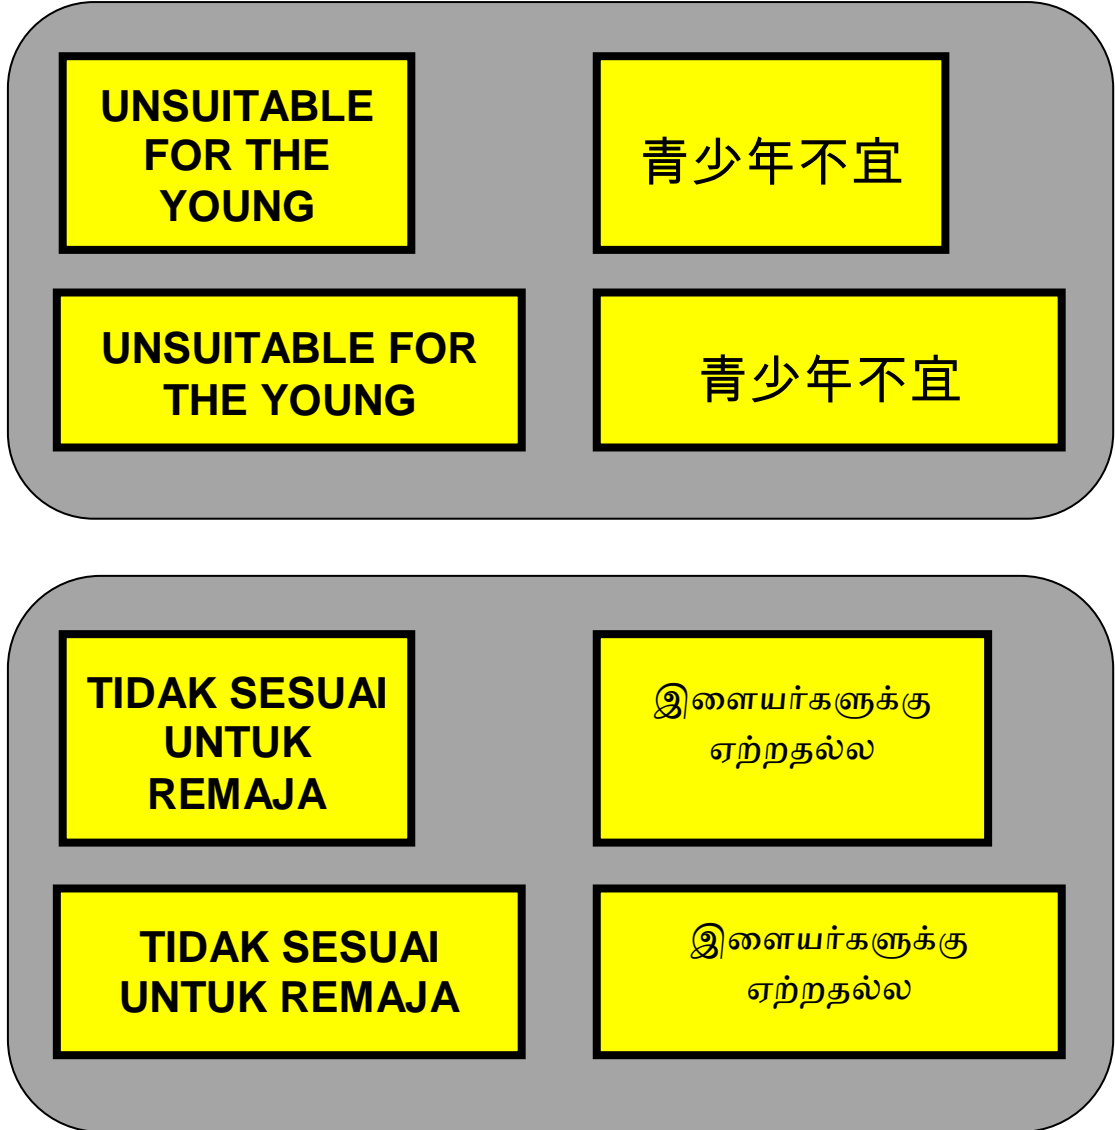 UNSUITABLE
FOR THE
YOUNG
青少年不宜
UNSUITABLE FOR
THE YOUNG
青少年不宜
TIDAK SESUAI
UNTUK
REMAJA
இளையர்களுக்கு
ஏற்றதல்ல
TIDAK SESUAI
UNTUK REMAJA
இளையர்களுக்கு
ஏற்றதல்ல